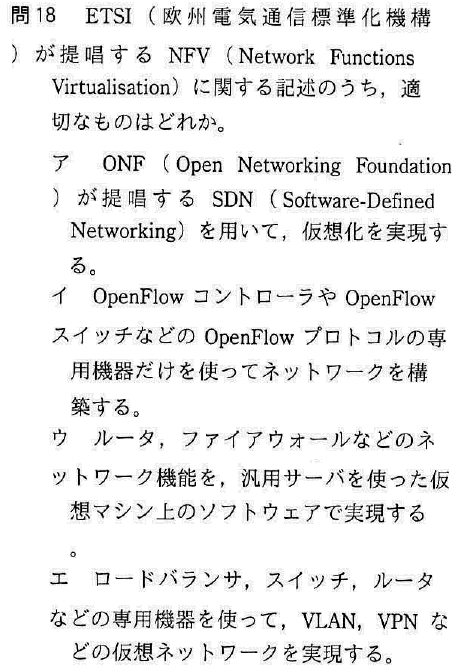 問18　ETSI（欧州電気通信標準化機構
）が提唱する NFV（Network Functions
Virtualisation）に関する記述のうち，適
切なものはどれか。
ア　ONF（Open Networking Foundation
）が提唱する SDN（Software-Defined
Networking）を用いて，仮想化を実現す
る。
イ　OpenFlow コントローラや OpenFlow
スイッチなどの OpenFlow プロトコルの専
用機器だけを使ってネットワークを構
築する。
ウ　ルータ，ファイアウォールなどのネ
ットワーク機能を，汎用サーバを使った仮
想マシン上のソフトウェアで実現する
。
エ　ロードバランサ，スイッチ，ルータ
などの専用機器を使って，VLAN，VPN な
どの仮想ネットワークを実現する。